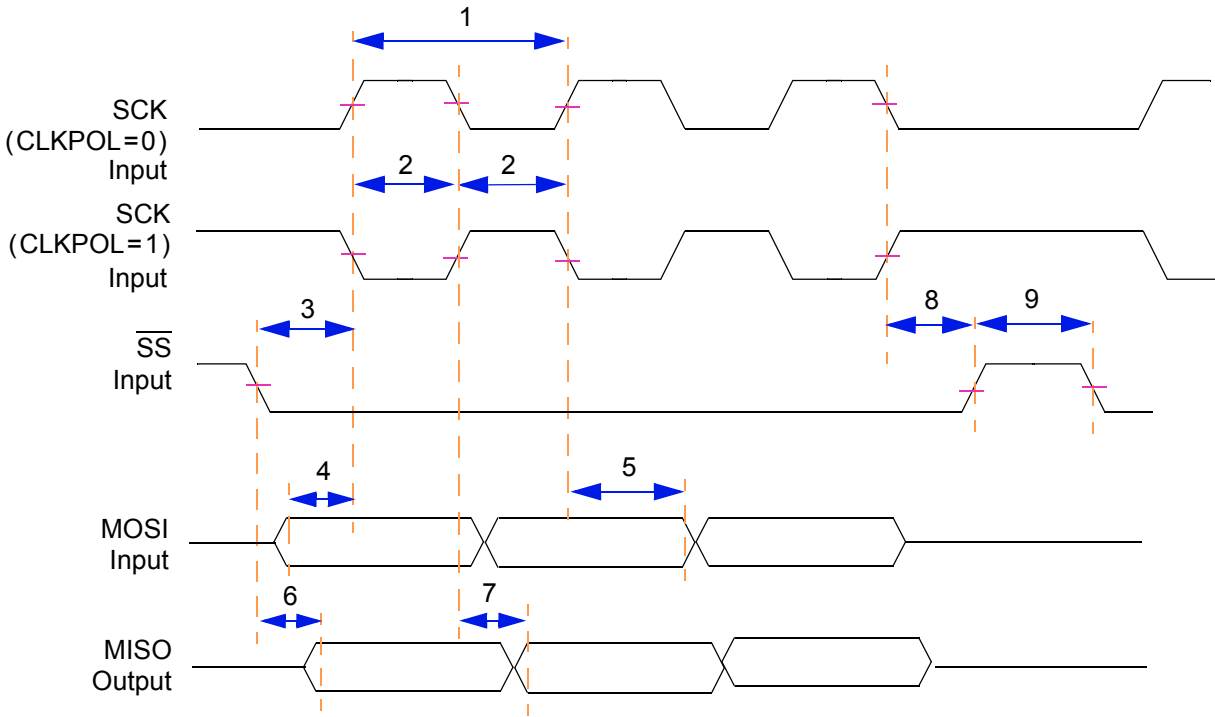 1
SCK
(CLKPOL=0)
Input
2
2
SCK
(CLKPOL=1)
Input
3
8
9
SS
Input
4
5
MOSI
Input
6
7
MISO
Output